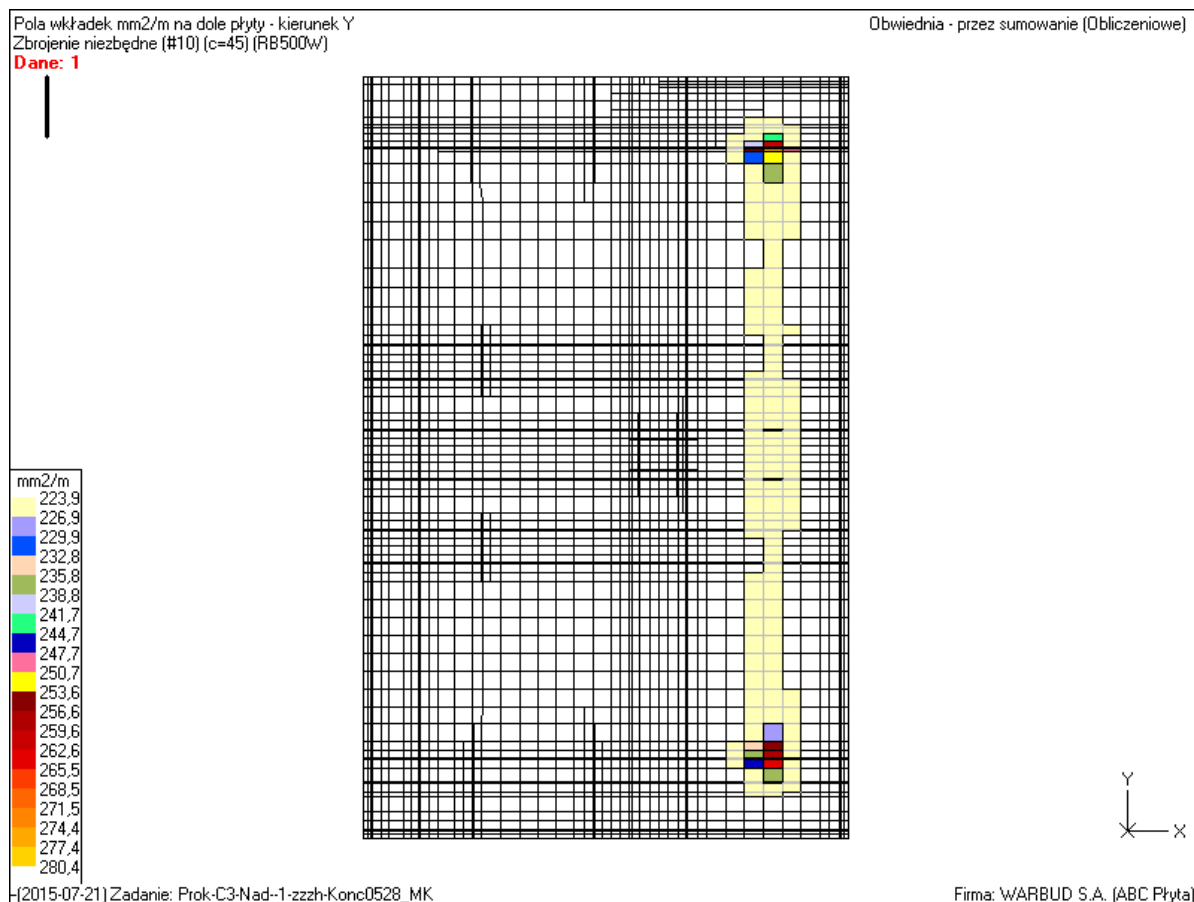 Pola wkładek mm2/m na dole płyty - kierunek Y
Obwiednia - przez sumowanie (Obliczeniowe)
Zbrojenie niezbędne (#10) (c=45) (RB500W)
Dane: 1
mm2/m
223,9
226,9
229,9
232,8
235,8
238,8
241,7
244,7
247,7
250,7
253,6
256,6
259,6
262,6
265,5
268,5
271,5
274,4
277,4
280,4
Y
X
-(2015-07-21) Zadanie: Prok-C3-Nad--1-zzzh-Konc0528_MK
Firma: WARBUD S.A. (ABC Płyta)